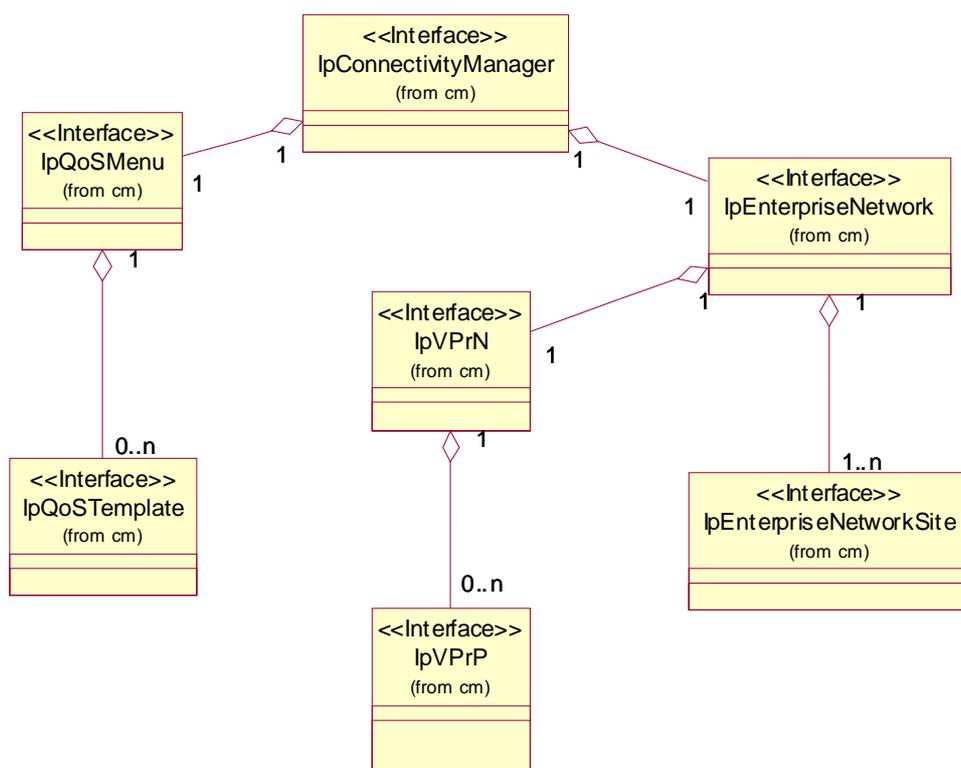 <<Interface>>
IpConnectivityManager
(from cm)
<<Interface>>
IpQoSMenu
(from cm)
1
1
1
1
<<Interface>>
IpEnterpriseNetwork
(from cm)
1
1
1
1
<<Interface>>
IpVPrN
(from cm)
1
0..n
1..n
<<Interface>>
IpQoSTemplate
(from cm)
<<Interface>>
IpEnterpriseNetworkSite
(from cm)
0..n
<<Interface>>
IpVPrP
(from cm)